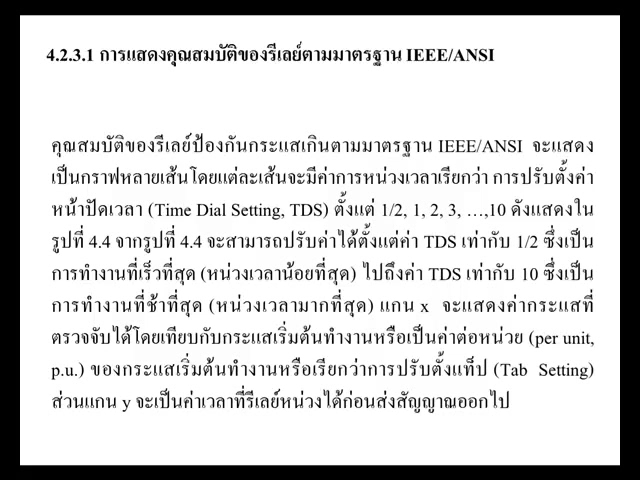 4.2.3.1 การแสดงคุณสมบัติของรีเลย์ตามมาตรฐาน IEEE/ANSI
คุณสมบัติของรีเลย์ป้องกันกระแสเกินตามมาตรฐาน IEEE/ANSI จะแสดง
เป็นกราฟหลายเส้นโดยแต่ละเส้นจะมีค่าการหน่วงเวลาเรียกว่า การปรับตั้งค่า
หน้าปัดเวลา (Time Dial Setting, TDS) ตั้งแต่ 1/2, 1, 2, 3, …,10 ดังแสดงใน
รูปที่ 4.4 จากรูปที่ 4.4 จะสามารถปรับค่าได้ตั้งแต่ค่า TDS เท่ากับ 1/2 ซึ่งเป็น
การทำงานที่เร็วที่สุด (หน่วงเวลาน้อยที่สุด) ไปถึงค่า TDS เท่ากับ 10 ซึ่งเป็น
การทำงานที่ช้าที่สุด (หน่วงเวลามากที่สุด) แกน x จะแสดงค่ากระแสที่
ตรวจจับได้โดยเทียบกับกระแสเริ่มต้นทำงานหรือเป็นค่าต่อหน่วย (per unit,
p.u.) ของกระแสเริ่มต้นทำงานหรือเรียกว่าการปรับตั้งแท็ป (Tab Setting)
ส่วนแกน y จะเป็นค่าเวลาที่รีเลย์หน่วงได้ก่อนส่งสัญญาณออกไป